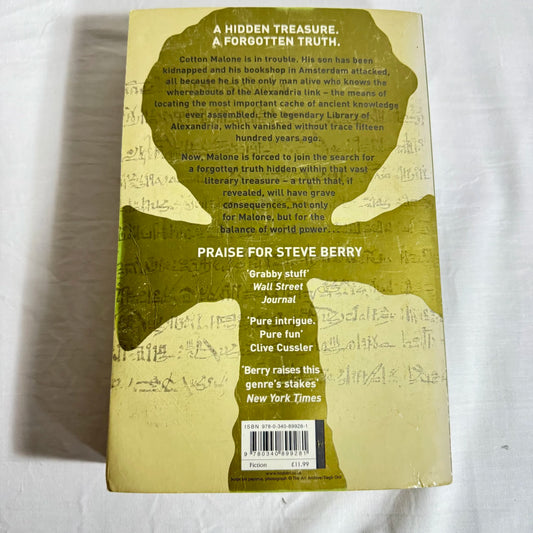 A HIDDEN TREASURE.
A FORGOTTEN TRUTH.
Cotton Malone is in trouble. His son has been
kidnapped and his bookshop in Amsterdam attacked,
all because he is the only man alive who knows the
whereabouts of the Alexandria link – the means of
locating the most important cache of ancient knowledge
ever assembled: the legendary Library of
Alexandria, which vanished without trace fifteen
hundred years ago.
Now, Malone is forced to join the search for
a forgotten truth hidden within that vast
literary treasure – a truth that, if
revealed, will have grave
consequences, not only
for Malone, but for the
balance of world power.
PRAISE FOR STEVE BERRY
'Grabby stuff'
Wall Street
Journal
'Pure intrigue.
Pure fun'
Clive Cussler
'Berry raises this
genre's stakes'
New York Times
ISBN 978-0-340-89928-1
9 780340 899281
Fiction £11.99